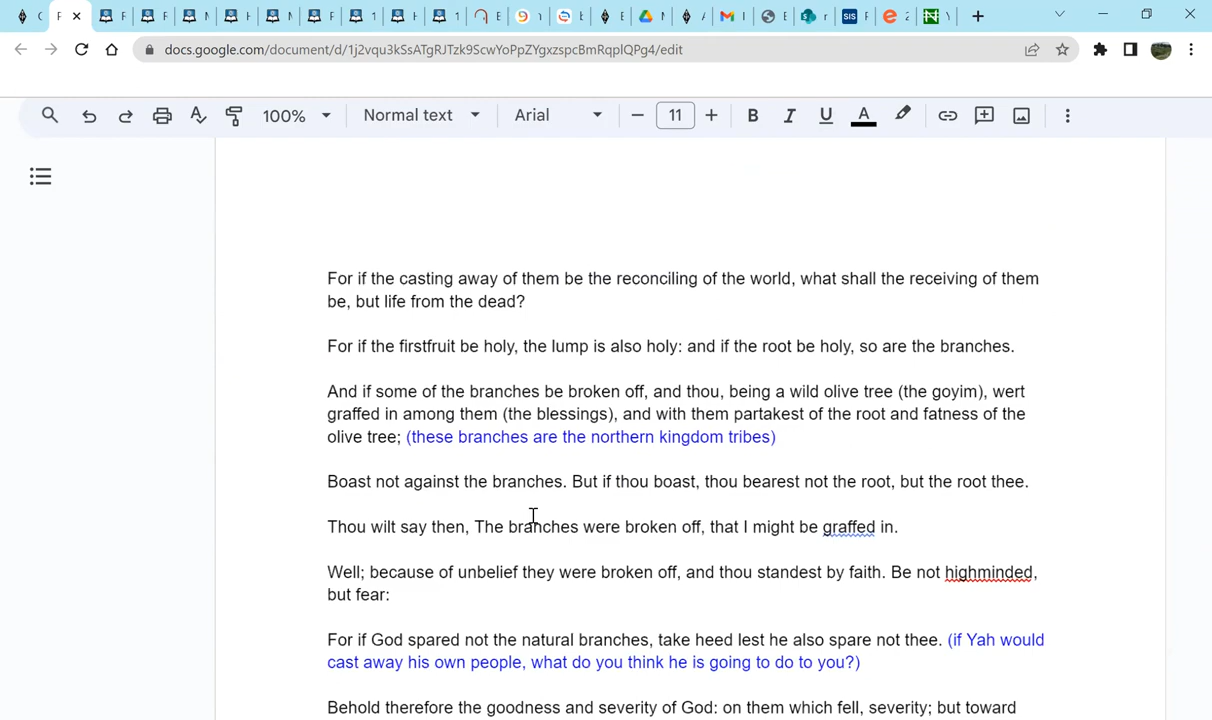 docs.google.com/document/d/1j2vqu3kSsATgRJTzk9ScwYoPpZYgxzspcBmRqplQPg4/edit
100% Normal text Arial 11 B I U A
For if the casting away of them be the reconciling of the world, what shall the receiving of them
be, but life from the dead?
For if the firstfruit be holy, the lump is also holy: and if the root be holy, so are the branches.
And if some of the branches be broken off, and thou, being a wild olive tree (the goyim), wert
graffed in among them (the blessings), and with them partakest of the root and fatness of the
olive tree; (these branches are the northern kingdom tribes)
Boast not against the branches. But if thou boast, thou bearest not the root, but the root thee.
Thou wilt say then, The branches were broken off, that I might be graffed in.
Well; because of unbelief they were broken off, and thou standest by faith. Be not highminded,
but fear:
For if God spared not the natural branches, take heed lest he also spare not thee. (if Yah would
cast away his own people, what do you think he is going to do to you?)
Behold therefore the goodness and severity of God: on them which fell, severity; but toward